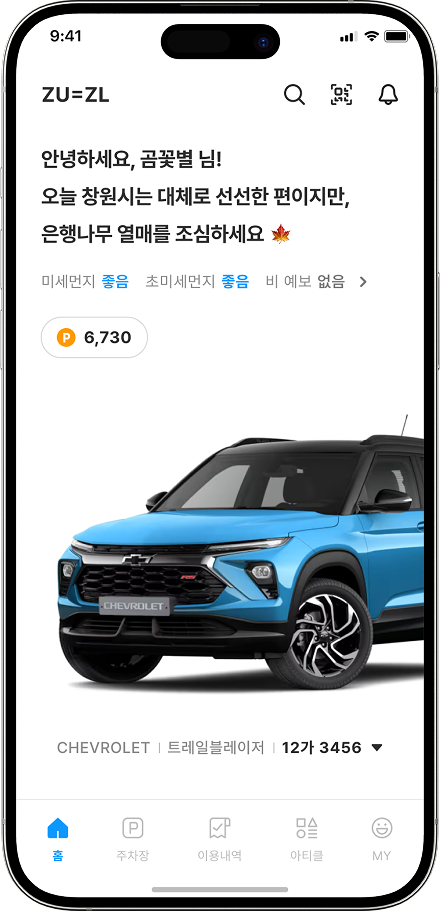 9:41
ZU=ZL
안녕하세요, 곰꽃별 님!
오늘 창원시는 대체로 선선한 편이지만,
은행나무 열매를 조심하세요 🍁
미세먼지 좋음 초미세먼지 좋음 비 예보 없음 >
P 6,730
RS
CHEVROLET
CHEVROLET | 트레일블레이저 | 12가 3456 ▼
홈 P 주차장 이용내역 아티클 MY